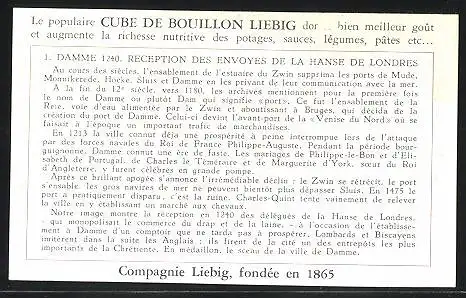 Le populaire CUBE DE BOUILLON LIEBIG bien meilleur goût
et augmente la richesse nutritive des potages, sauces, légumes, pâtes etc...
1. DAMME 1240. RECEPTION DES ENVOYES DE LA HANSE DE LONDRES
Au cours des siècles, l'ensablement de l'estuaire du Zwin supprima les ports de Mude,
Monnikerede, Hocke, Sluis et Damme en les privant de leur communication avec la mer.
A la fin du 12e siècle, vers 1180, les archives mentionnent pour la première fois
le nom de Damme ou plutôt Dam qui signifie «port». Ce fut l'ensablement de la
Reie, voie d'eau alimentée par le Zwin et aboutissant à Bruges, qui décida de la
création du port de Damme. Celui-ci devint l'avant-port de la «Venise du Nord» où se
faisait à l'époque un important trafic de marchandises.
En 1213 la ville connut déjà une prospérité à peine interrompue lors de l'attaque
par des forces navales du Roi de France Philippe-Auguste. Pendant la période bour-
guignonne, Damme connut une ère de faste. Les mariages de Philippe-le-Bon et d'Eli-
sabeth de Portugal, de Charles le Téméraire et de Marguerite d'York, sœur du Roi
d'Angleterre, y furent célébrés en grande pompe.
Après ce brillant apogée s'annonce l'irrémédiable déclin: le Zwin se rétrécit, le port
s'ensable, les gros navires de mer ne peuvent bientôt plus dépasser Sluis. En 1475 le
port a pratiquement disparu, c'est la ruine. Charles-Quint tente vainement de relever
la ville en y établissant un marché aux chevaux.
Notre image montre la réception en 1240 des délégués de la Hanse de Londres,
- qui monopolisait le commerce du drap et de la laine, - à l'occasion de l'établisse-
ment à Damme d'un comptoir que ne tarda pas à prospérer. Lombards et Biscayens
imitèrent dans la suite les Anglais; ils firent de la cité un des entrepôts les plus
importants de la Chrétienté. En médaillon, le sceau de la ville de Damme.
Compagnie Liebig, fondée en 1865